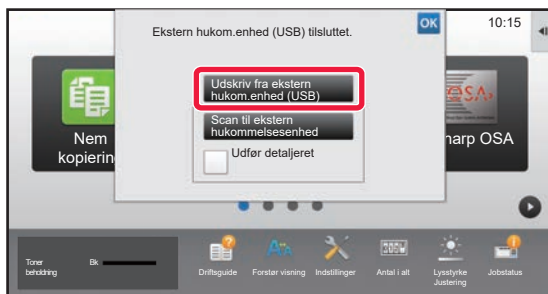 Ekstern hukom.enhed (USB) tilsluttet.
OK
10:15
Udskriv fra ekstern
hukom.enhed (USB)
Scan til ekstern
hukommelsesenhed
Udfør detaljeret
Nem
kopierin
harp OSA
Toner
beholdning
Bk
Driftsguide
Forstør visning
Indstillinger
Antal i alt
Lysstyrke
Justering
Jobstatus